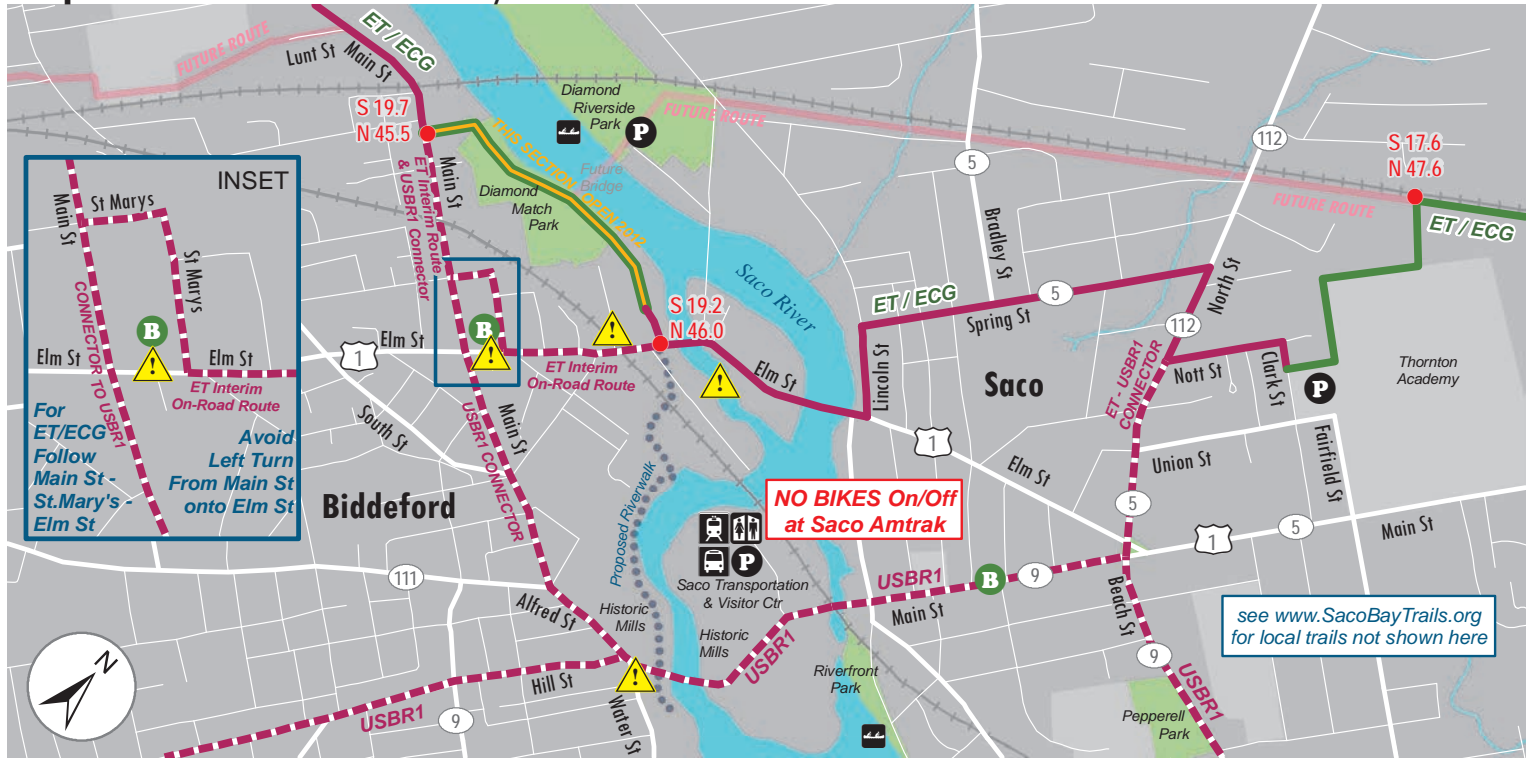 ET / ECG
FUTURE ROUTE
Lunt St
Main St
S 19.7
N 45.5
Diamond
Riverside
Park
P
FUTURE ROUTE
THIS SECTION OPEN 2012
Future
Bridge
Diamond
Match
Park
Main St
ET Interim Route
& USBR1 Connector
112
S 17.6
N 47.6
FUTURE ROUTE
ET / ECG
5
Bradley St
INSET
Main St
St Marys
St Marys
CONNECTOR TO USBR1
B
!
Elm St
Elm St
ET Interim
On-Road Route
For
ET/ECG
Follow
Main St -
St.Mary's -
Elm St
Avoid
Left Turn
From Main St
onto Elm St
Elm St
1
B
!
!
ET Interim
On-Road Route
S 19.2
N 46.0
!
Elm St
Saco River
ET / ECG
Lincoln St
Spring St
5
North St
112
ET - USBR1
CONNECTOR
Nott St
Clark St
P
Thornton
Academy
Saco
South St
Main St
USBR1 CONNECTOR
Biddeford
Proposed Riverwalk
1
Elm St
Union St
Fairfield St
NO BIKES On/Off
at Saco Amtrak
P
Saco Transportation
& Visitor Ctr
5
1
5
Main St
USBR1
B
9
Main St
111
Alfred St
Historic
Mills
Historic
Mills
USBR1
Beach St
see www.SacoBayTrails.org
for local trails not shown here
N
!
Hill St
USBR1
9
Water St
Riverfront
Park
9
USBR1
Pepperell
Park